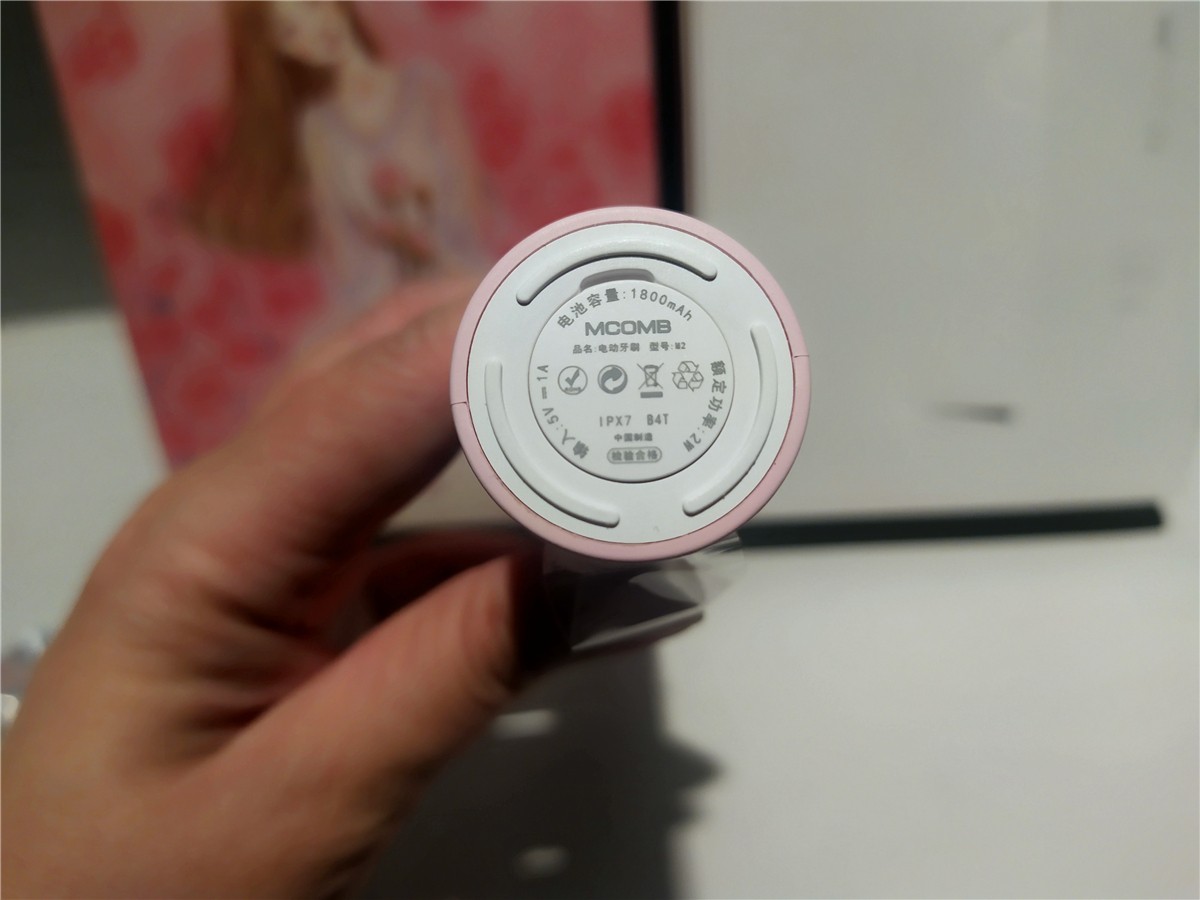 电池容量:1800mAh
MCOMB
品名:电动牙刷 型号:M2
额定功率:2W
输入:5V⎓1A
IPX7 B4T
中国制造
检验合格